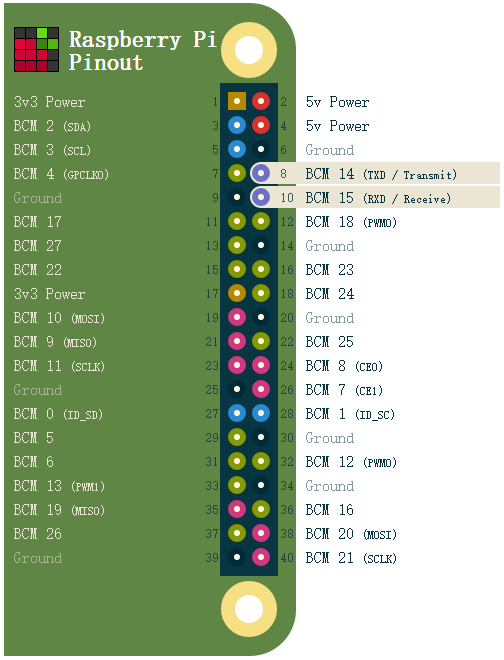 Raspberry Pi
Pinout
3v3 Power 1 2 5v Power
BCM 2 (SDA) 3 4 5v Power
BCM 3 (SCL) 5 6 Ground
BCM 4 (GPCLK0) 7 8 BCM 14 (TXD / Transmit)
Ground 9 10 BCM 15 (RXD / Receive)
BCM 17 11 12 BCM 18 (PWM0)
BCM 27 13 14 Ground
BCM 22 15 16 BCM 23
3v3 Power 17 18 BCM 24
BCM 10 (MOSI) 19 20 Ground
BCM 9 (MISO) 21 22 BCM 25
BCM 11 (SCLK) 23 24 BCM 8 (CE0)
Ground 25 26 BCM 7 (CE1)
BCM 0 (ID_SD) 27 28 BCM 1 (ID_SC)
BCM 5 29 30 Ground
BCM 6 31 32 BCM 12 (PWM0)
BCM 13 (PWM1) 33 34 Ground
BCM 19 (MISO) 35 36 BCM 16
BCM 26 37 38 BCM 20 (MOSI)
Ground 39 40 BCM 21 (SCLK)